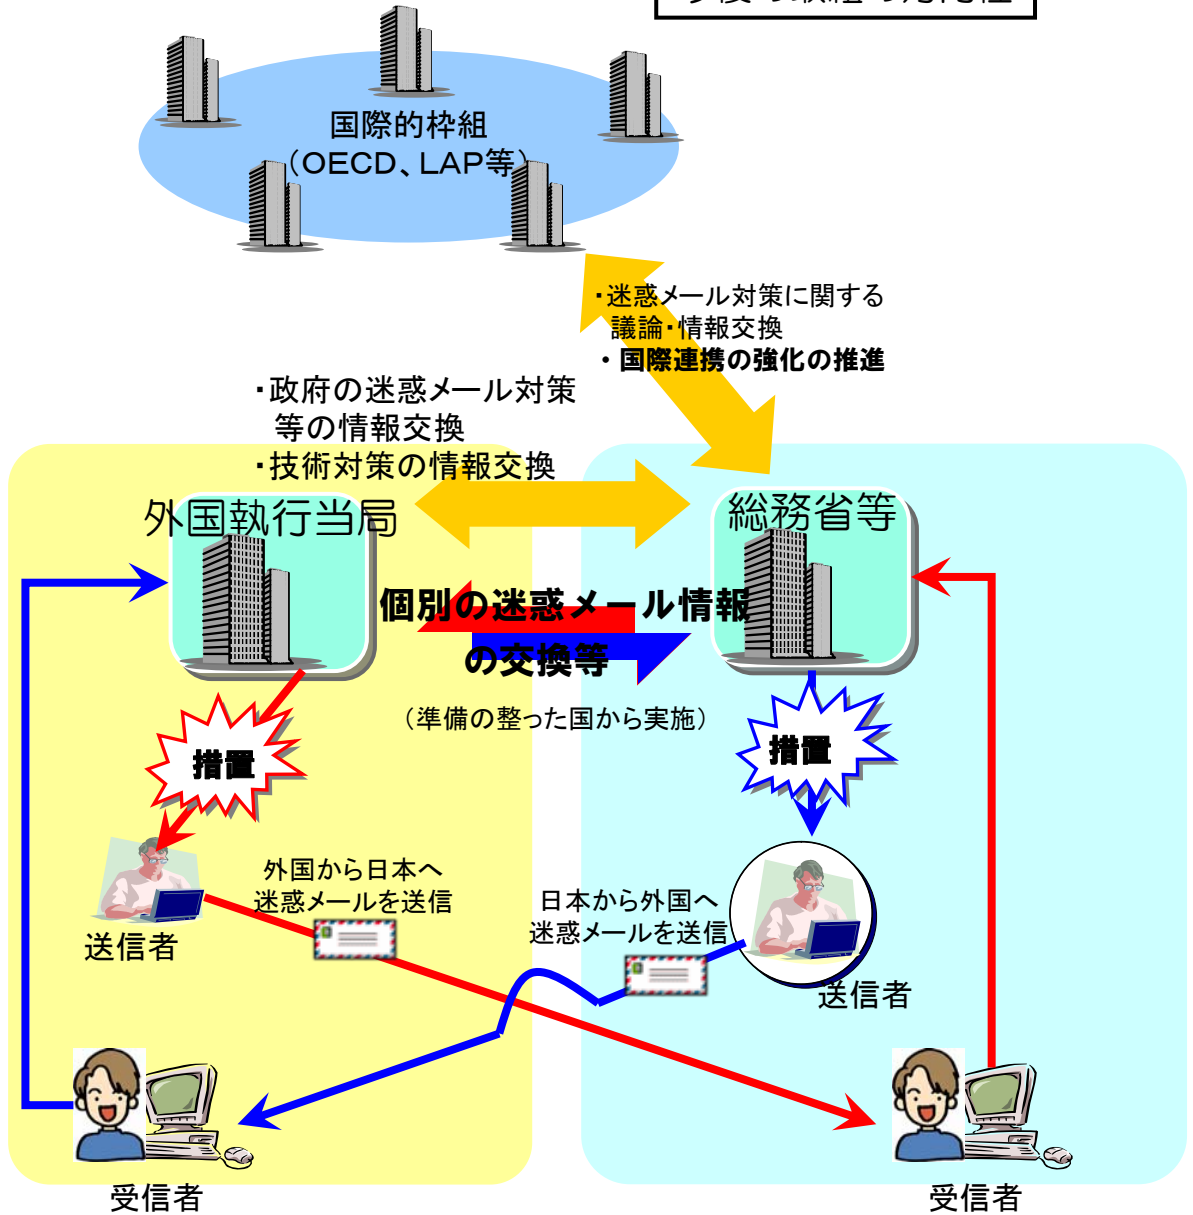 国際的枠組
（OECD、LAP等）
・迷惑メール対策に関する
議論・情報交換
・国際連携の強化の推進
・政府の迷惑メール対策
等の情報交換
・技術対策の情報交換
外国執行当局
総務省等
個別の迷惑メール情報
の交換等
（準備の整った国から実施）
措置
措置
外国から日本へ
迷惑メールを送信
日本から外国へ
迷惑メールを送信
送信者
送信者
受信者
受信者